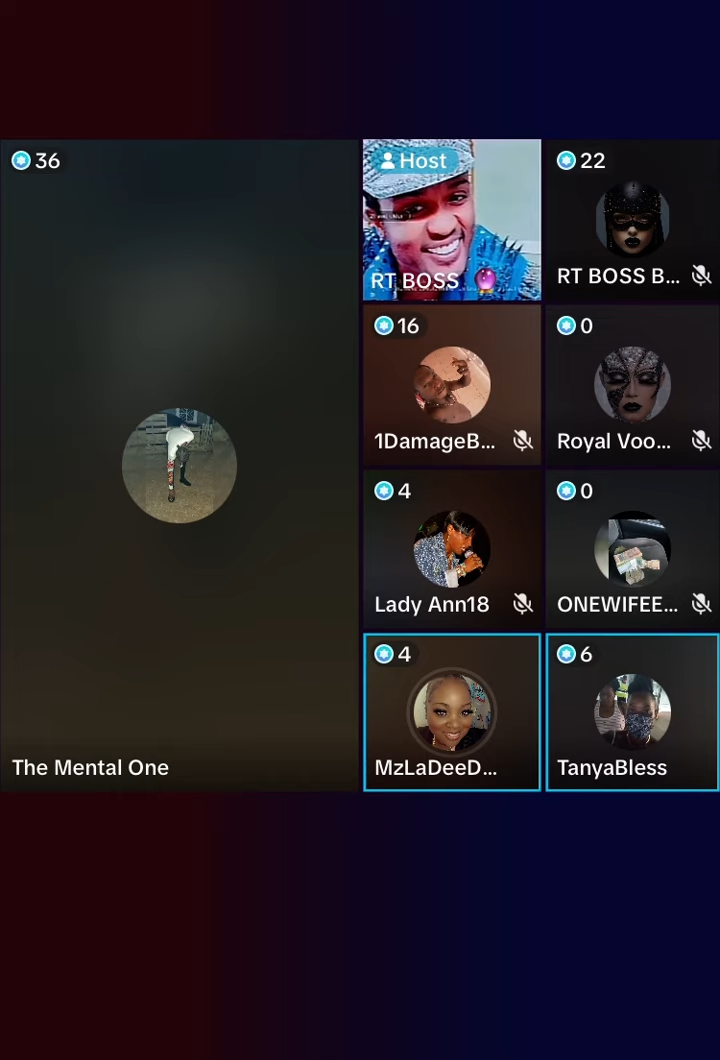 36
The Mental One
Host
RT BOSS
22
RT BOSS B...
16
1DamageB...
0
Royal Voo...
4
Lady Ann18
0
ONEWIFEE...
4
MzLaDeeD...
6
TanyaBless